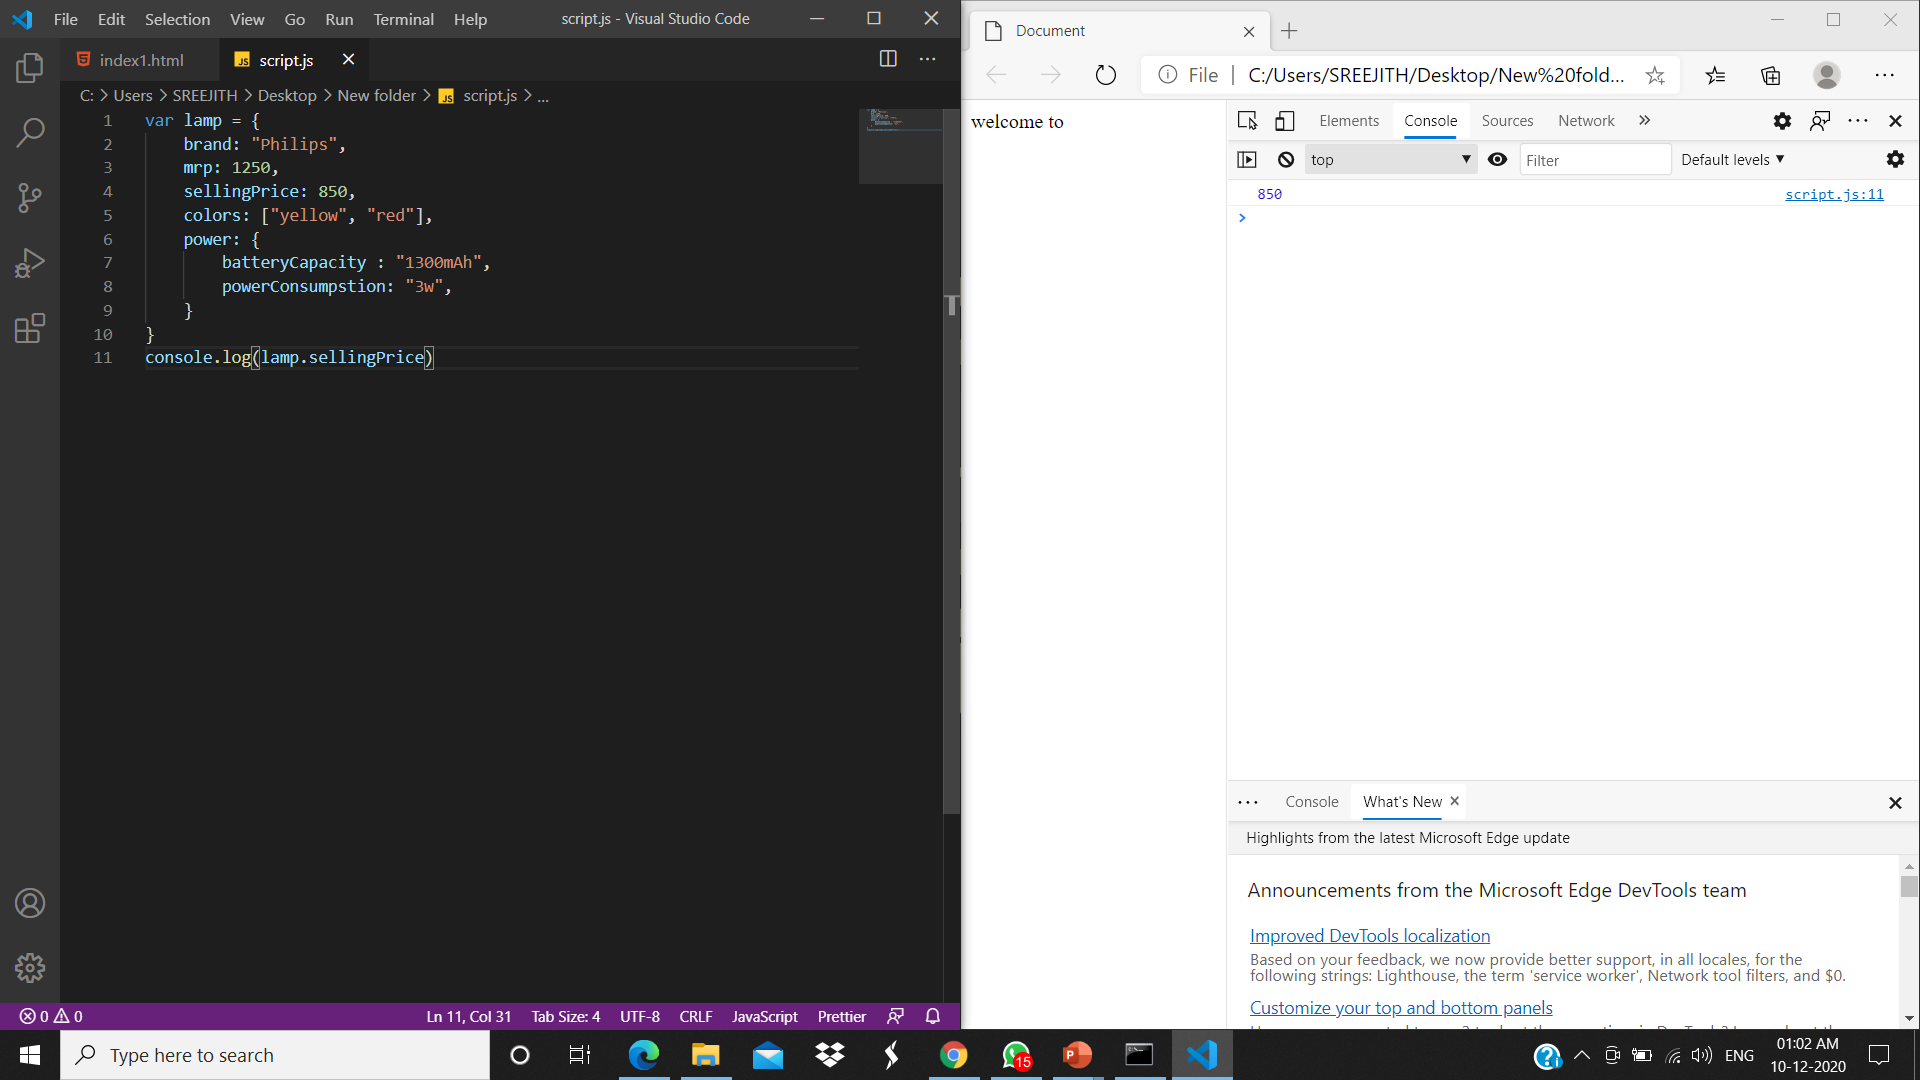 File Edit Selection View Go Run Terminal Help script.js - Visual Studio Code
index1.html JS script.js
C: > Users > SREEJITH > Desktop > New folder > JS script.js > ...
1 var lamp = {
2 brand: "Philips",
3 mrp: 1250,
4 sellingPrice: 850,
5 colors: ["yellow", "red"],
6 power: {
7 batteryCapacity : "1300mAh",
8 powerConsumpstion: "3w",
9 }
10 }
11 console.log(lamp.sellingPrice)
0 0 Ln 11, Col 31 Tab Size: 4 UTF-8 CRLF JavaScript Prettier
Document
File C:/Users/SREEJITH/Desktop/New%20fold...
welcome to
Elements Console Sources Network »
top Filter Default levels
850 script.js:11
>
Console What's New
Highlights from the latest Microsoft Edge update
Announcements from the Microsoft Edge DevTools team
Improved DevTools localization
Based on your feedback, we now provide better support, in all locales, for the
following strings: Lighthouse, the term 'service worker', Network tool filters, and $0.
Customize your top and bottom panels
Type here to search
15
ENG
01:02 AM
10-12-2020